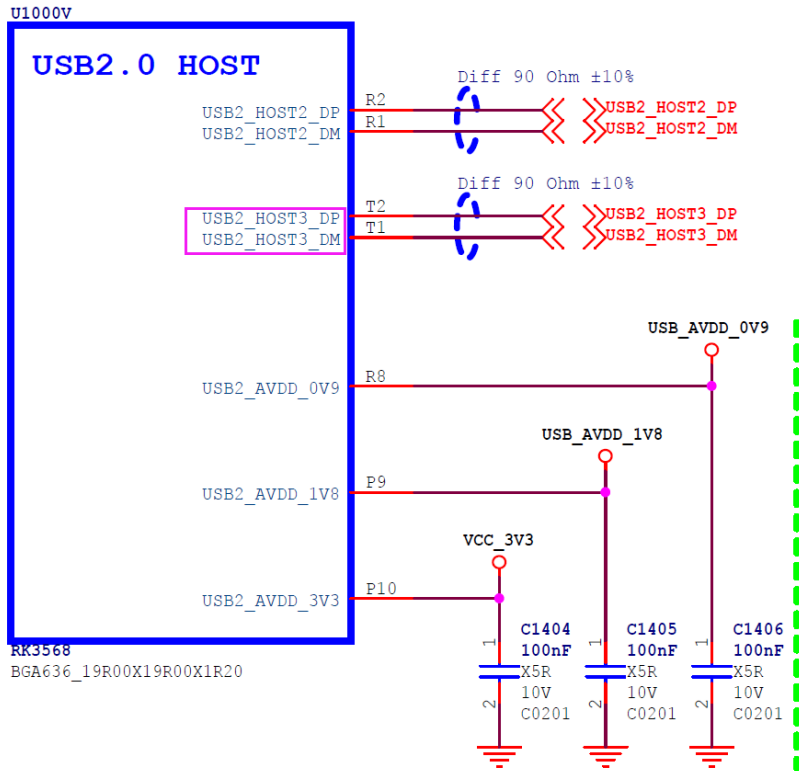 U1000V
USB2.0 HOST
Diff 90 Ohm ±10%
USB2_HOST2_DP R2 USB2_HOST2_DP
USB2_HOST2_DM R1 USB2_HOST2_DM
Diff 90 Ohm ±10%
USB2_HOST3_DP T2 USB2_HOST3_DP
USB2_HOST3_DM T1 USB2_HOST3_DM
USB_AVDD_0V9
USB2_AVDD_0V9 R8
USB_AVDD_1V8
USB2_AVDD_1V8 P9
VCC_3V3
USB2_AVDD_3V3 P10
RK3568
BGA636_19R00X19R00X1R20
1
2
C1404
100nF
X5R
10V
C0201
1
2
C1405
100nF
X5R
10V
C0201
1
2
C1406
100nF
X5R
10V
C0201